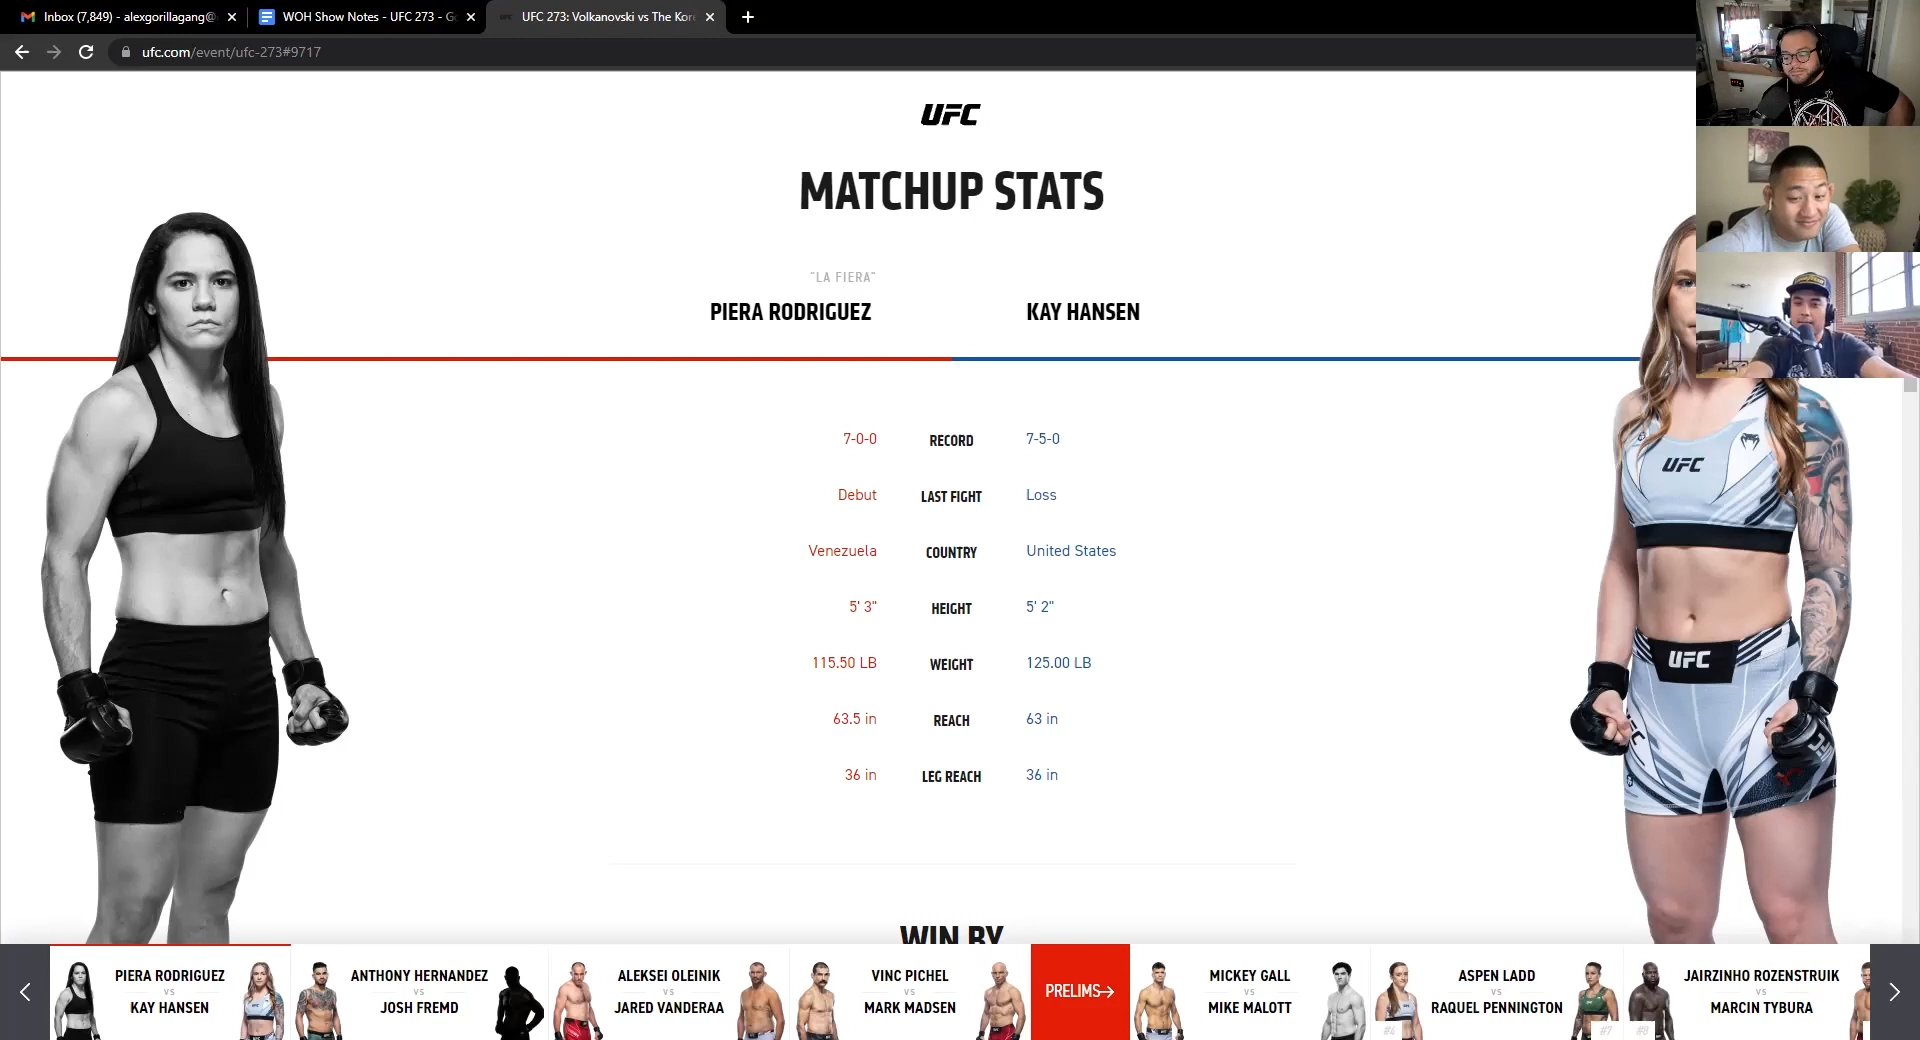 Inbox (7,849) - alexgorillagang@
WOH Show Notes - UFC 273 - G
UFC 273: Volkanovski vs The Kor
ufc.com/event/ufc-273#9717
UFC
MATCHUP STATS
"LA FIERA"
PIERA RODRIGUEZ
KAY HANSEN
7-0-0 RECORD 7-5-0
Debut LAST FIGHT Loss
Venezuela COUNTRY United States
5' 3" HEIGHT 5' 2"
115.50 LB WEIGHT 125.00 LB
63.5 in REACH 63 in
36 in LEG REACH 36 in
WIN BY
UFC
UFC
PIERA RODRIGUEZ
VS
KAY HANSEN
ANTHONY HERNANDEZ
VS
JOSH FREMD
ALEKSEI OLEINIK
VS
JARED VANDERAA
VINC PICHEL
VS
MARK MADSEN
PRELIMS→
MICKEY GALL
VS
MIKE MALOTT
#4
ASPEN LADD
VS
RAQUEL PENNINGTON
#7
#8
JAIRZINHO ROZENSTRUIK
VS
MARCIN TYBURA